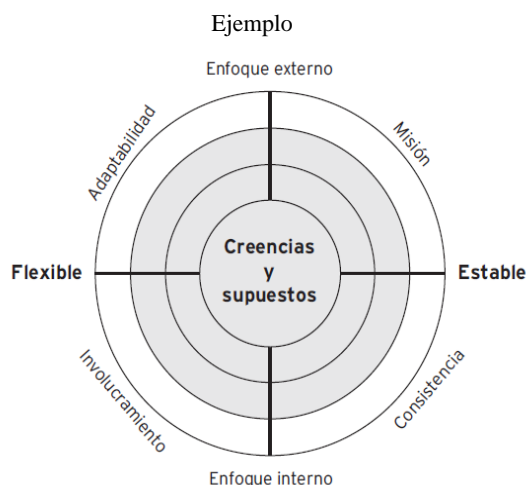 Ejemplo
Enfoque externo
Adaptabilidad
Misión
Flexible
Creencias
y
supuestos
Estable
Involucramiento
Consistencia
Enfoque interno